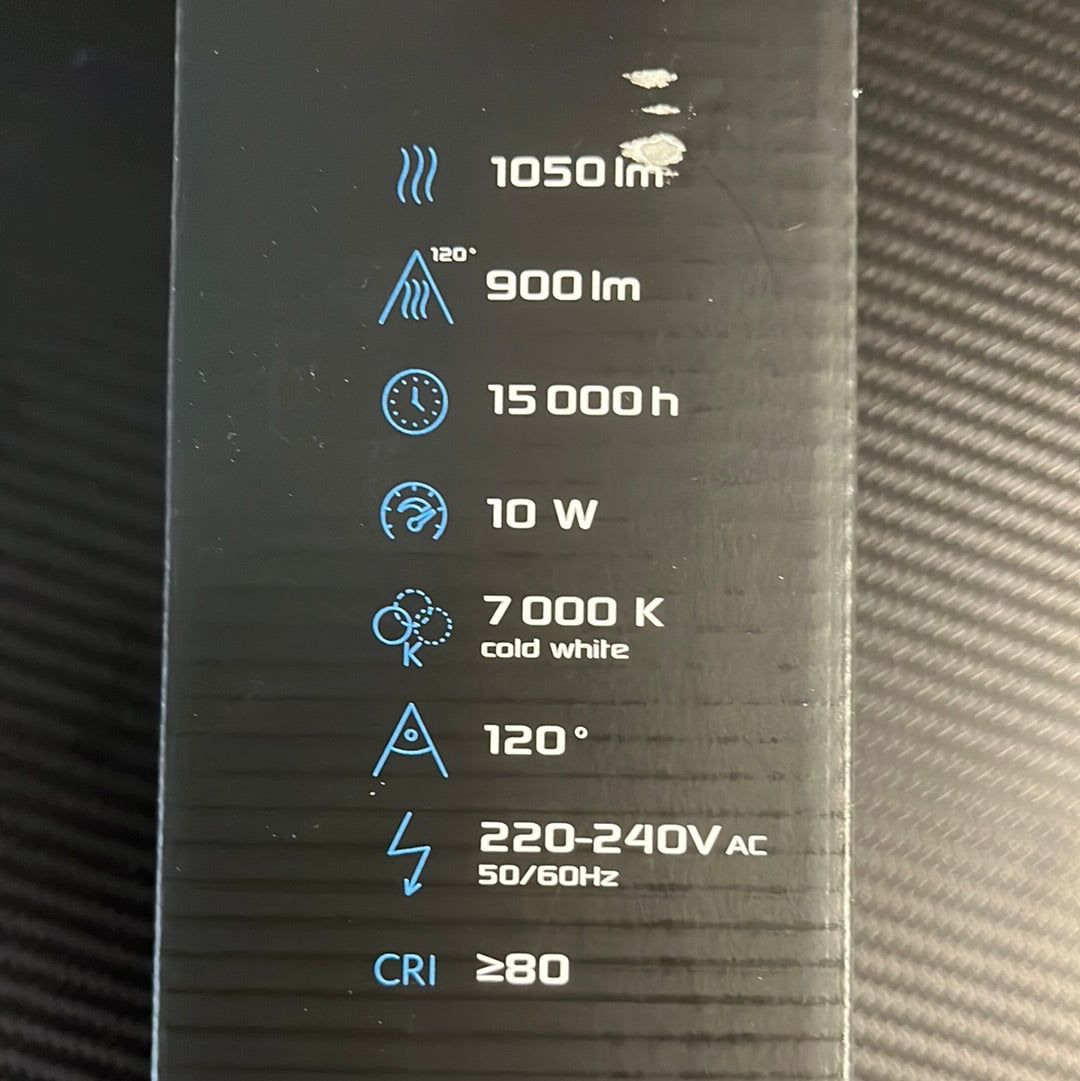 1050 lm
120°
900 lm
15 000 h
10 W
7 000 K
K
cold white
120°
220-240V AC
50/60Hz
CRI ≥80